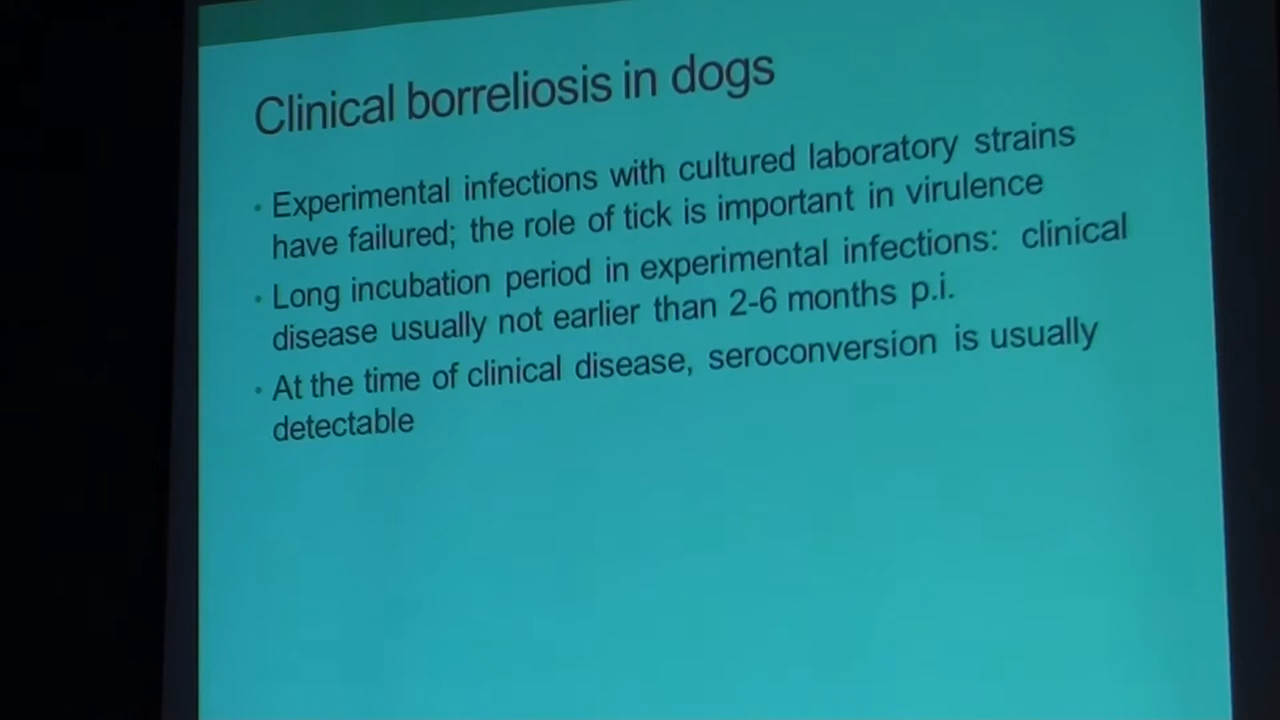 Clinical borreliosis in dogs
• Experimental infections with cultured laboratory strains
have failured; the role of tick is important in virulence
• Long incubation period in experimental infections: clinical
disease usually not earlier than 2-6 months p.i.
• At the time of clinical disease, seroconversion is usually
detectable